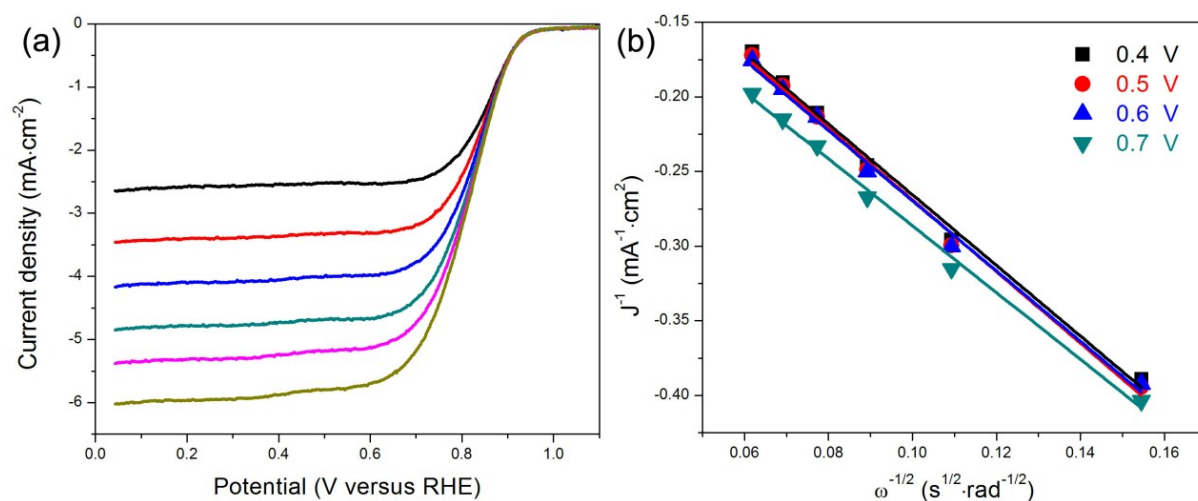 (a)
0
-1
-2
-3
-4
-5
-6
0.0 0.2 0.4 0.6 0.8 1.0
Current density (mA·cm⁻²)
Potential (V versus RHE)
(b)
-0.15
-0.20
-0.25
-0.30
-0.35
-0.40
0.06 0.08 0.10 0.12 0.14 0.16
J⁻¹ (mA⁻¹·cm²)
ω⁻¹/² (s¹/²·rad⁻¹/²)
0.4 V
0.5 V
0.6 V
0.7 V